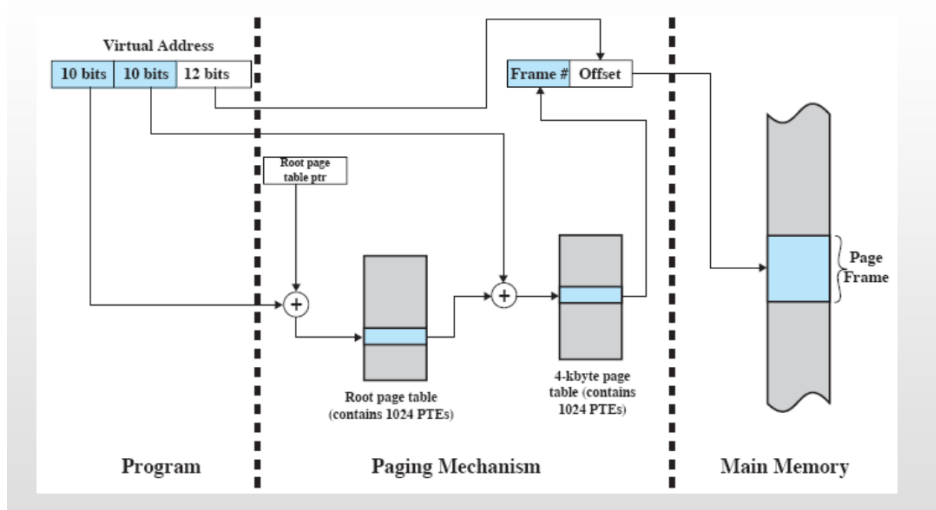 Virtual Address
10 bits 10 bits 12 bits
Frame # Offset
Root page
table ptr
Page
Frame
Root page table
(contains 1024 PTEs)
4-kbyte page
table (contains
1024 PTEs)
Program
Paging Mechanism
Main Memory